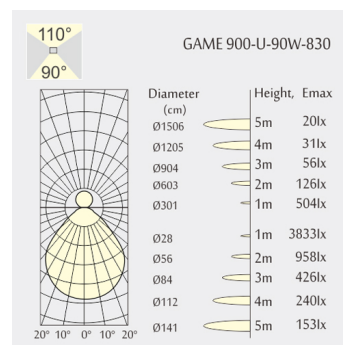 110°
90°
GAME 900-U-90W-830
Diameter Height, Emax
(cm)
Ø1506 5m 20lx
Ø1205 4m 31lx
Ø904 3m 56lx
Ø603 2m 126lx
Ø301 1m 504lx
Ø28 1m 3833lx
Ø56 2m 958lx
Ø84 3m 426lx
Ø112 4m 240lx
Ø141 5m 153lx
20° 10° 0° 10° 20°